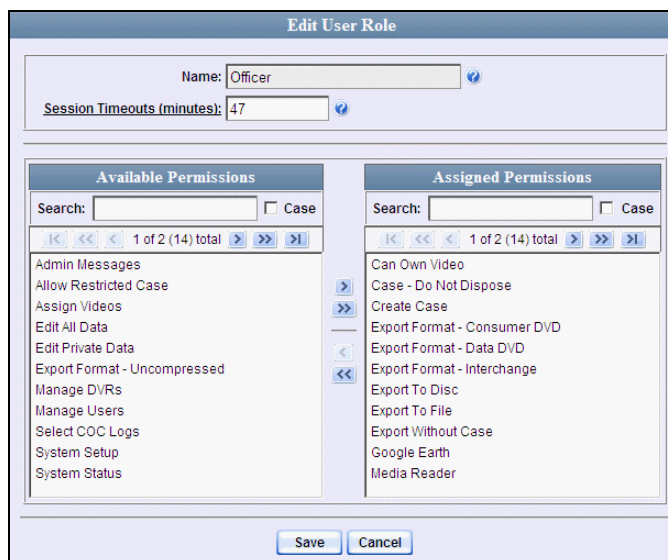 Edit User Role
Name: Officer
Session Timeouts (minutes): 47
Available Permissions
Search: Case
1 of 2 (14) total
Admin Messages
Allow Restricted Case
Assign Videos
Edit All Data
Edit Private Data
Export Format - Uncompressed
Manage DVRs
Manage Users
Select COC Logs
System Setup
System Status
Assigned Permissions
Search: Case
1 of 2 (14) total
Can Own Video
Case - Do Not Dispose
Create Case
Export Format - Consumer DVD
Export Format - Data DVD
Export Format - Interchange
Export To Disc
Export To File
Export Without Case
Google Earth
Media Reader
Save Cancel